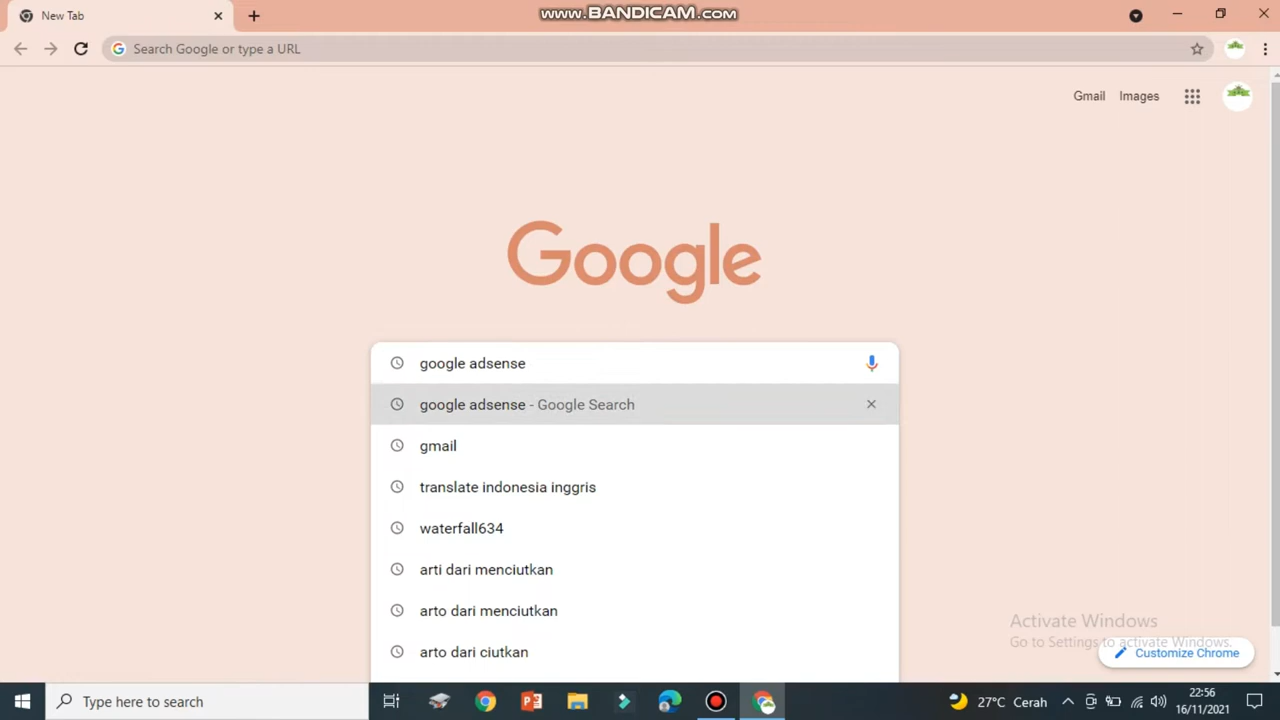 New Tab
www.BANDICAM.com
Search Google or type a URL
Gmail Images
Google
google adsense
google adsense - Google Search
gmail
translate indonesia inggris
waterfall634
arti dari menciutkan
arto dari menciutkan
arto dari ciutkan
Activate Windows
Go to Settings to activate Windows.
Customize Chrome
Type here to search
27°C Cerah
22:56
16/11/2021